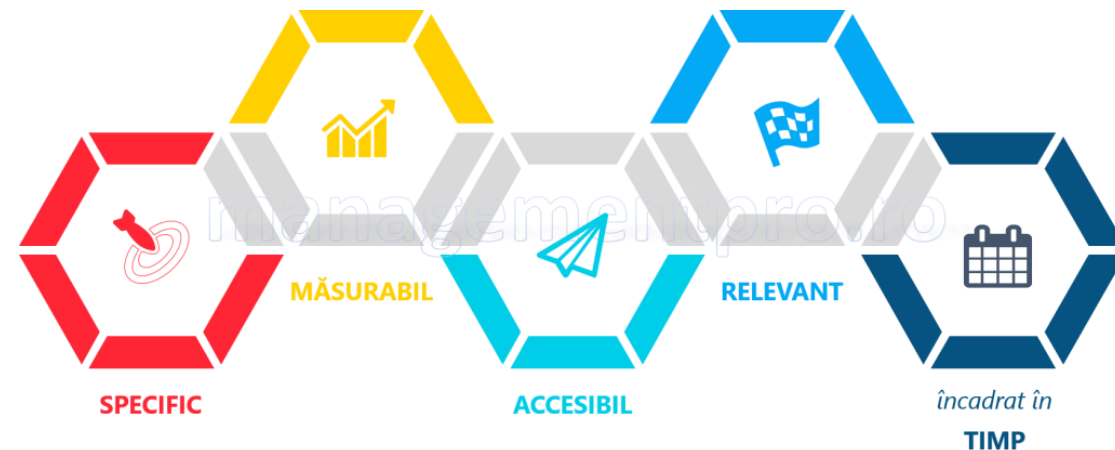 managementpro.ro
MĂSURABIL
RELEVANT
SPECIFIC
ACCESIBIL
încadrat în
TIMP